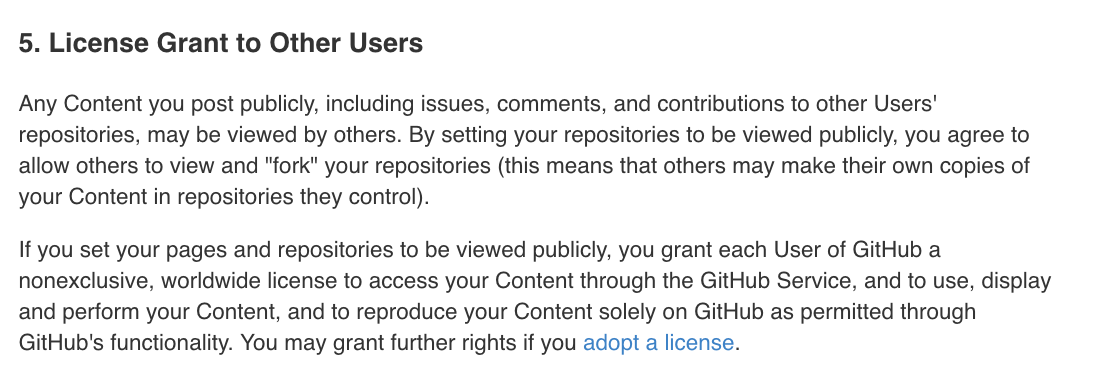 5. License Grant to Other Users
Any Content you post publicly, including issues, comments, and contributions to other Users'
repositories, may be viewed by others. By setting your repositories to be viewed publicly, you agree to
allow others to view and "fork" your repositories (this means that others may make their own copies of
your Content in repositories they control).
If you set your pages and repositories to be viewed publicly, you grant each User of GitHub a
nonexclusive, worldwide license to access your Content through the GitHub Service, and to use, display
and perform your Content, and to reproduce your Content solely on GitHub as permitted through
GitHub's functionality. You may grant further rights if you adopt a license.